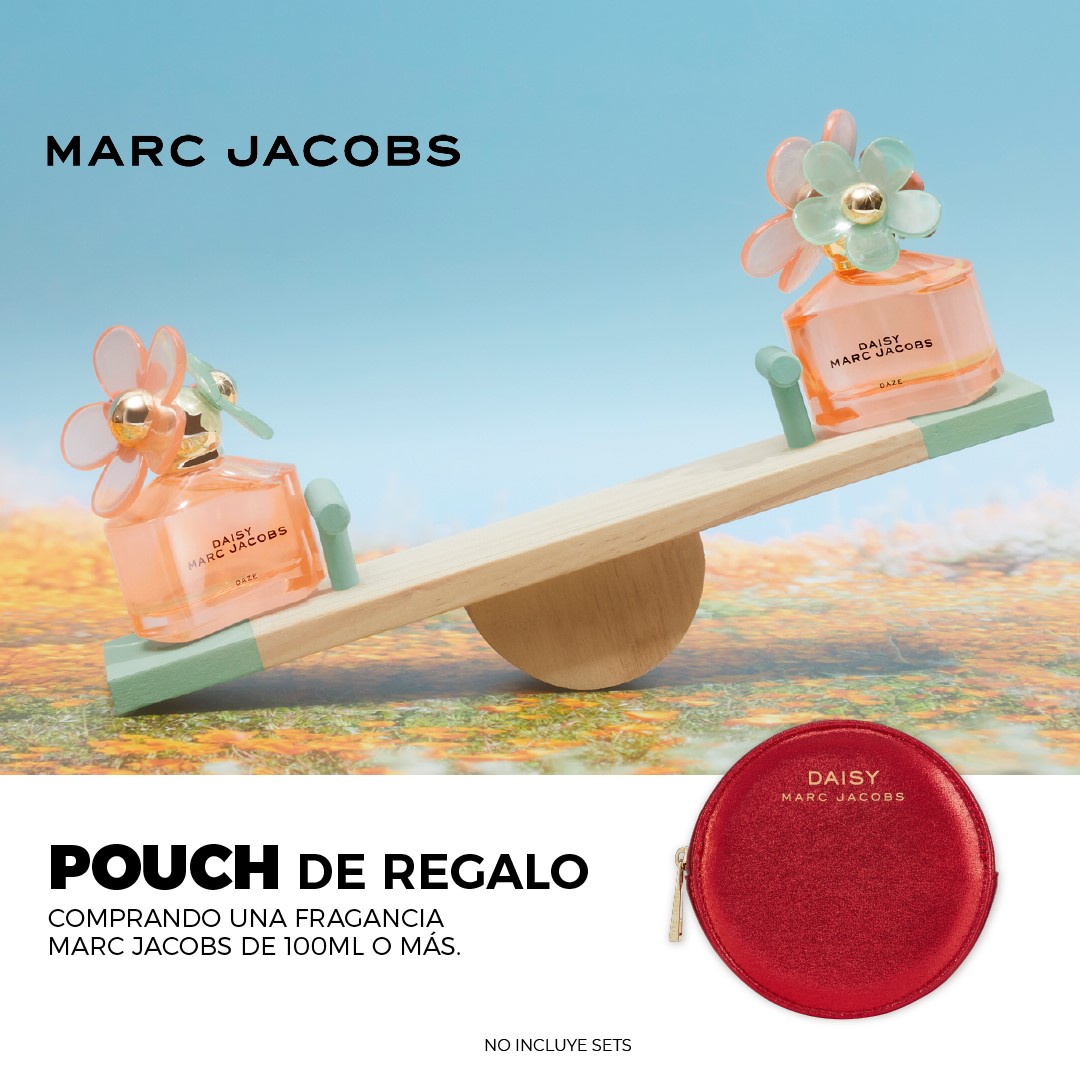 MARC JACOBS
DAISY
MARC JACOBS
DAZE
DAISY
MARC JACOBS
DAZE
DAISY
MARC JACOBS
POUCH DE REGALO
COMPRANDO UNA FRAGANCIA
MARC JACOBS DE 100ML O MÁS.
NO INCLUYE SETS